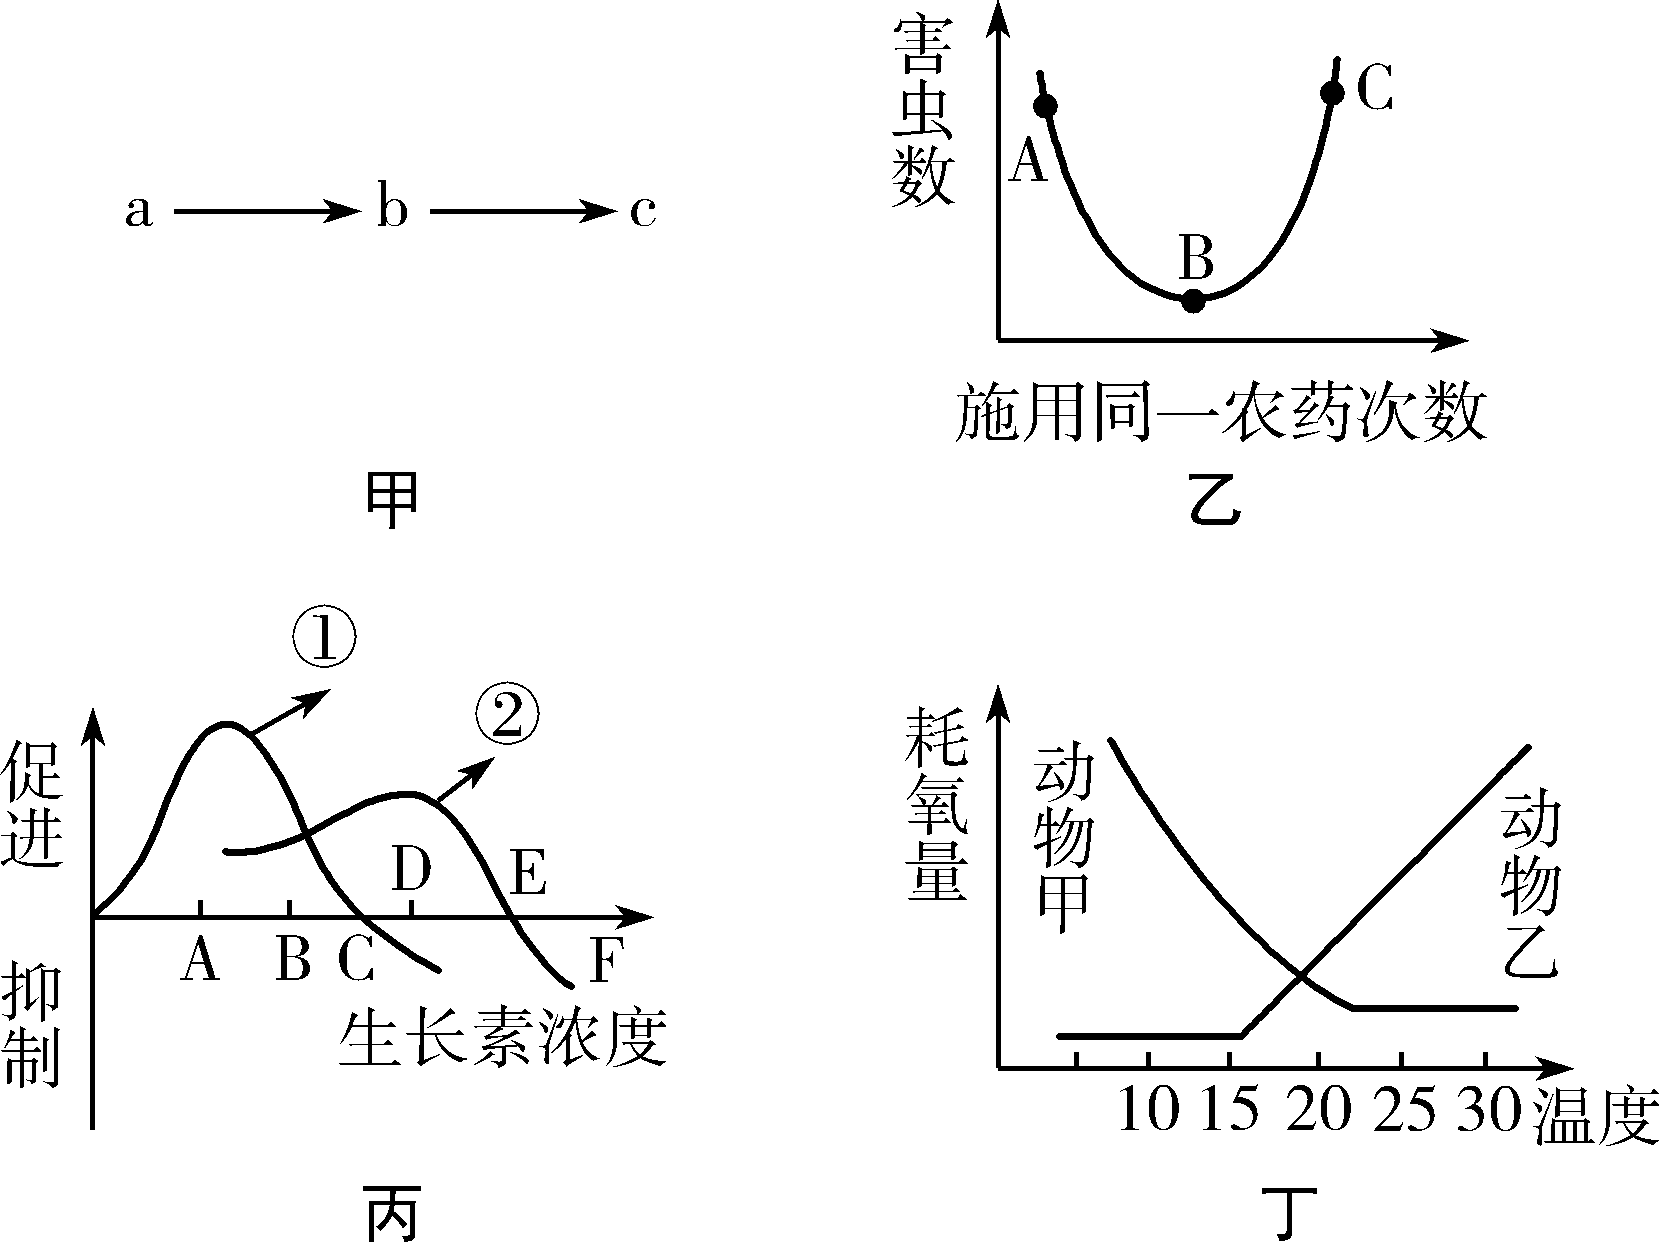 a b c
甲
害虫数
A
B
C
施用同一农药次数
乙
①
②
促进
抑制
A B C D E F
生长素浓度
丙
耗氧量
动物甲
动物乙
10 15 20 25 30 温度
丁